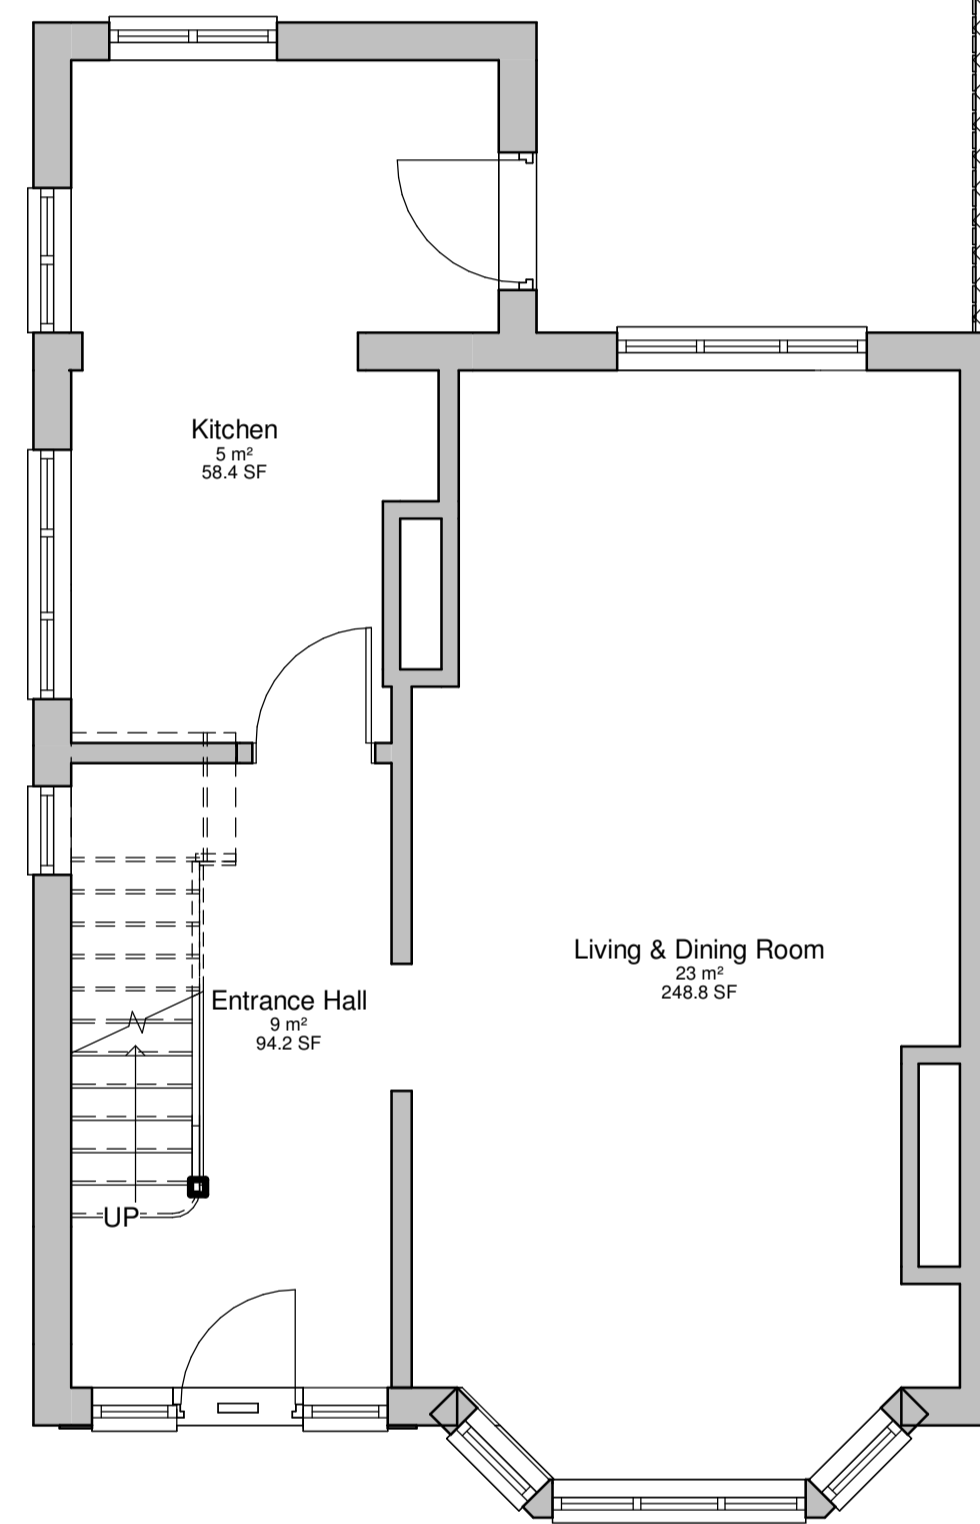 Kitchen
5 m²
58.4 SF
Living & Dining Room
23 m²
248.8 SF
Entrance Hall
9 m²
94.2 SF
UP